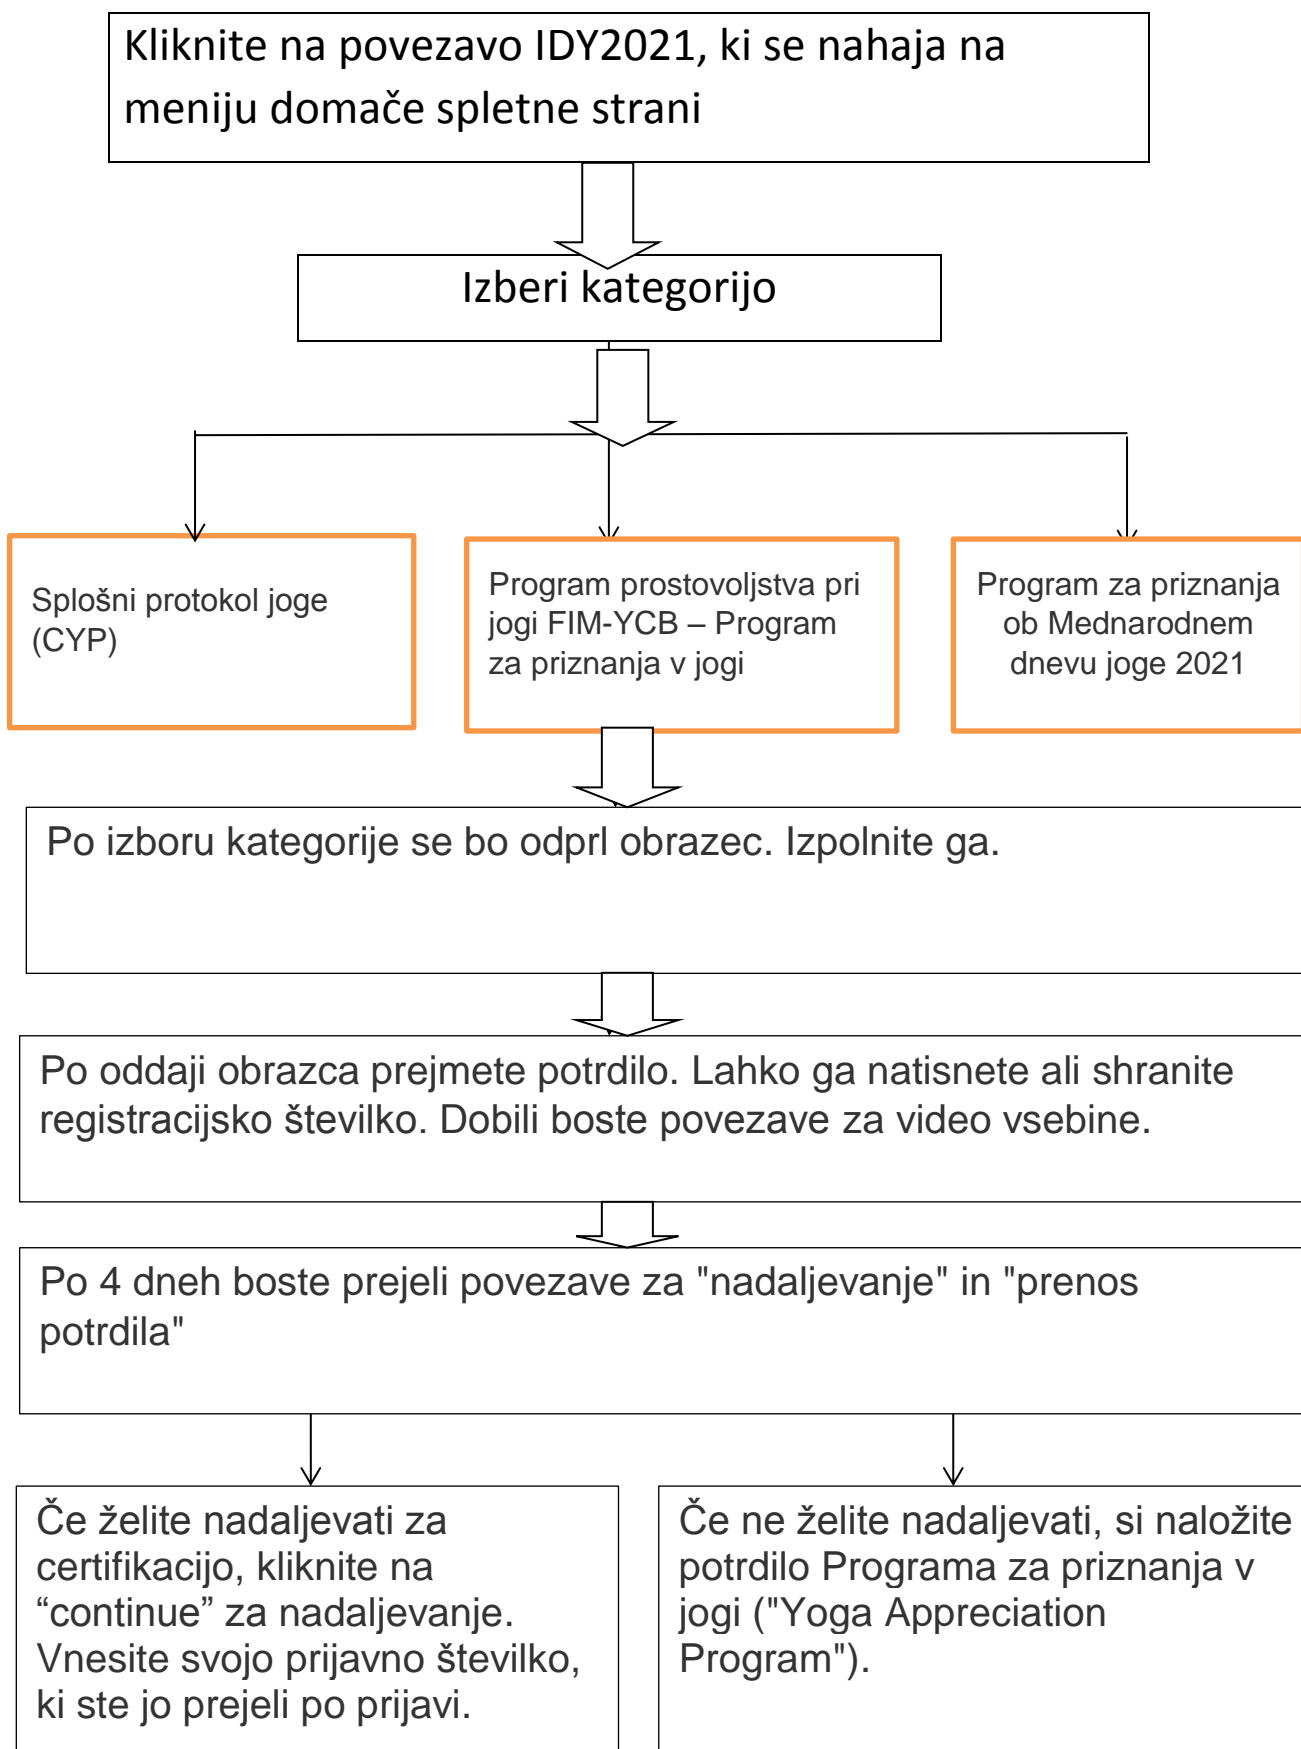 Kliknite na povezavo IDY2021, ki se nahaja na
meniju domače spletne strani
Izberi kategorijo
Splošni protokol joge
(CYP)
Program prostovoljstva pri
jogi FIM-YCB – Program
za priznanja v jogi
Program za priznanja
ob Mednarodnem
dnevu joge 2021
Po izboru kategorije se bo odprl obrazec. Izpolnite ga.
Po oddaji obrazca prejmete potrdilo. Lahko ga natisnete ali shranite
registracijsko številko. Dobili boste povezave za video vsebine.
Po 4 dneh boste prejeli povezave za "nadaljevanje" in "prenos
potrdila"
Če želite nadaljevati za
certifikacijo, kliknite na
“continue” za nadaljevanje.
Vnesite svojo prijavno številko,
ki ste jo prejeli po prijavi.
Če ne želite nadaljevati, si naložite
potrdilo Programa za priznanja v
jogi ("Yoga Appreciation
Program").